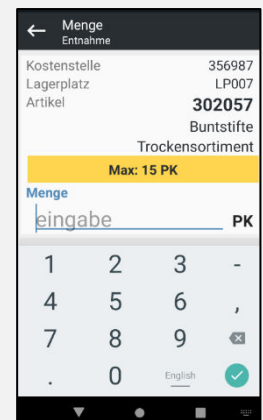 Menge
Entnahme
Kostenstelle 356987
Lagerplatz LP007
Artikel 302057
Buntstifte
Trockensortiment
Max: 15 PK
Menge
eingabe PK
1 2 3 -
4 5 6 ,
7 8 9
. 0 English